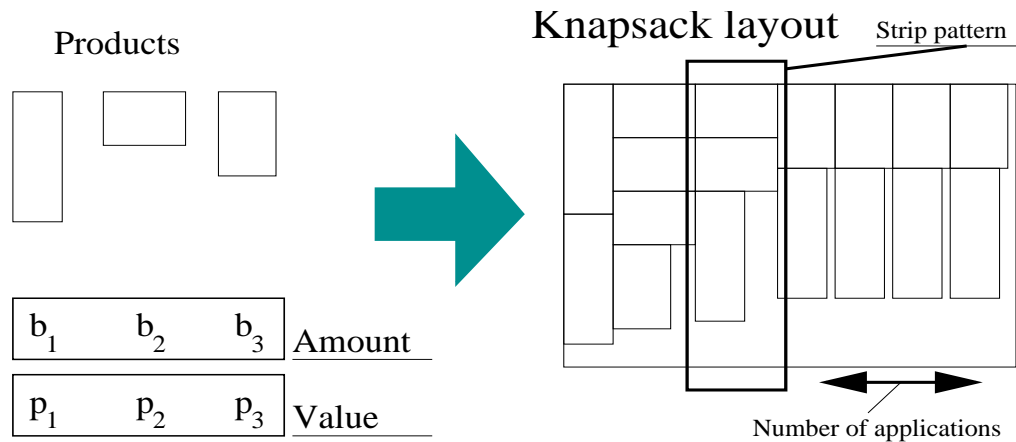 Products
Knapsack layout
Strip pattern
b1 b2 b3 Amount
p1 p2 p3 Value
Number of applications